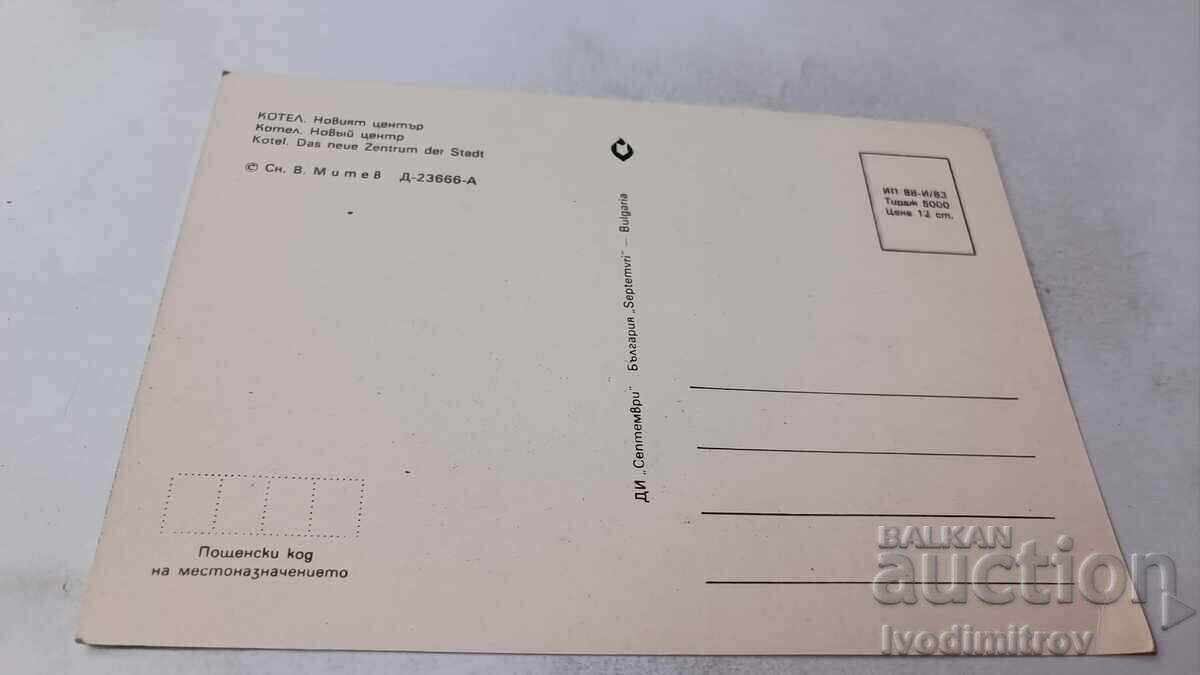 КОТЕЛ. Новият център
Котел. Новый центр
Kotel. Das neue Zentrum der Stadt
© Сн. В. Митев Д-23666-А
ДИ „Септември" България „Septemvri" — Bulgaria
ИП 88-И/83
Тираж 5000
Цена 12 ст.
Пощенски код
на местоназначението
BALKAN
auction
Ivodimitrov